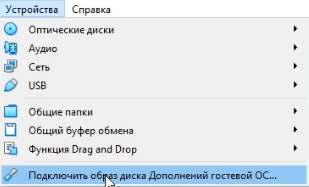 Устройства Справка
Оптические диски
Аудио
Сеть
USB
Общие папки
Общий буфер обмена
Функция Drag and Drop
Подключить образ диска Дополнений гостевой ОС...